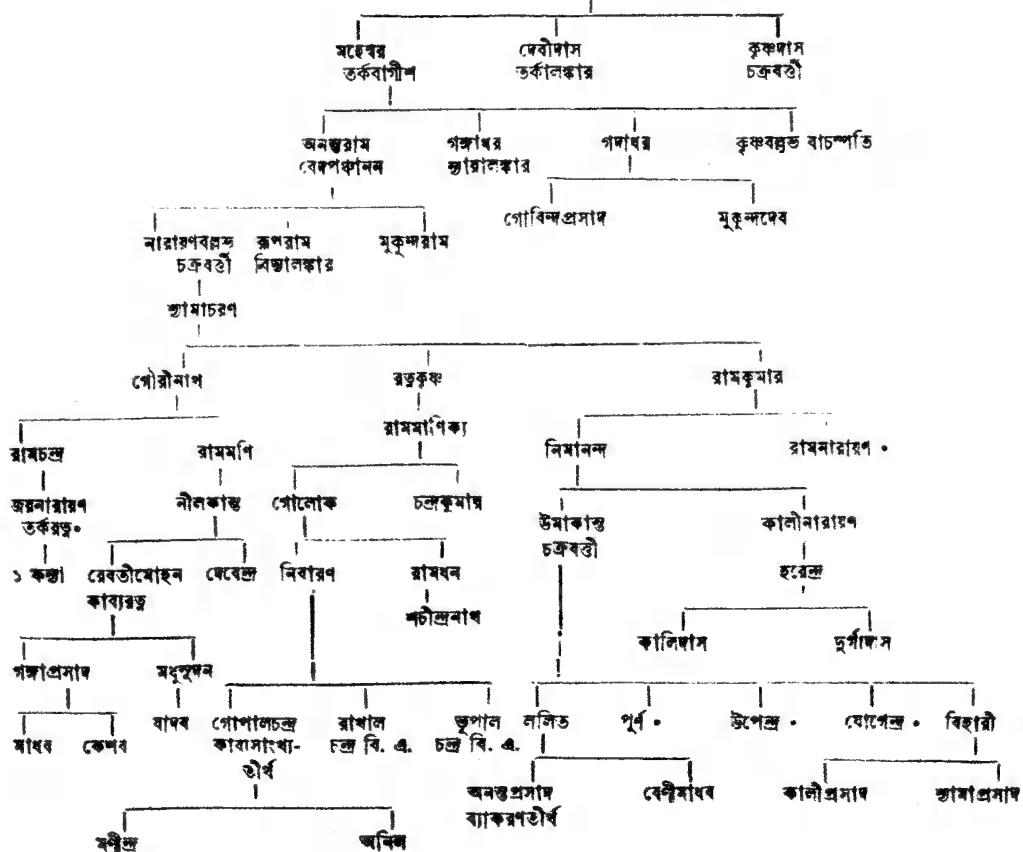 মহেশ্বর দেবীদাস কৃষ্ণদাস
তর্কবাগীশ তর্কালঙ্কার চক্রবর্ত্তী
অনন্তরাম গঙ্গাধর গদাধর কৃষ্ণবল্লভ বাচস্পতি
বেদপঞ্চানন ন্যায়ালঙ্কার
গোবিন্দপ্রসাদ মুকুন্দদেব
নারায়ণবল্লভ রূপরাম মুকুন্দরাম
চক্রবর্ত্তী বিদ্যালঙ্কার
শ্যামাচরণ
গৌরীনাথ রত্নকৃষ্ণ রামকুমার
রামমাণিক্য
রামচন্দ্র রামমণি নিমানন্দ রামনারায়ণ •
জয়নারায়ণ নীলকান্ত গোলোক চন্দ্রকুমার উমাকান্ত কালীনারায়ণ
তর্করত্ন• চক্রবর্ত্তী
১ কন্যা রেবতীমোহন দেবেন্দ্র নিবারণ রামধন হরেন্দ্র
কাব্যরত্ন শচীন্দ্রনাথ
কালিদাস দুর্গাদাস
গঙ্গাপ্রসাদ মধুসূদন
মাধব কেশব যাদব গোপালচন্দ্র রাখাল ভূপাল ললিত পূর্ণ • উপেন্দ্র • যোগেন্দ্র • বিহারী
কাব্যসাংখ্য- চন্দ্র বি. এ. চন্দ্র বি. এ.
তীর্থ
অনন্তপ্রসাদ বেণীমাধব কালীপ্রসাদ শ্যামাপ্রসাদ
ব্যাকরণতীর্থ
মণীন্দ্র অনিল